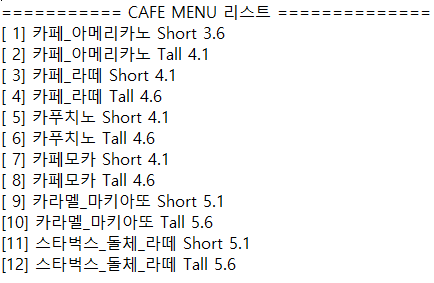 =========== CAFE MENU 리스트 ==============
[ 1] 카페_아메리카노 Short 3.6
[ 2] 카페_아메리카노 Tall 4.1
[ 3] 카페_라떼 Short 4.1
[ 4] 카페_라떼 Tall 4.6
[ 5] 카푸치노 Short 4.1
[ 6] 카푸치노 Tall 4.6
[ 7] 카페모카 Short 4.1
[ 8] 카페모카 Tall 4.6
[ 9] 카라멜_마키아또 Short 5.1
[10] 카라멜_마키아또 Tall 5.6
[11] 스타벅스_돌체_라떼 Short 5.1
[12] 스타벅스_돌체_라떼 Tall 5.6